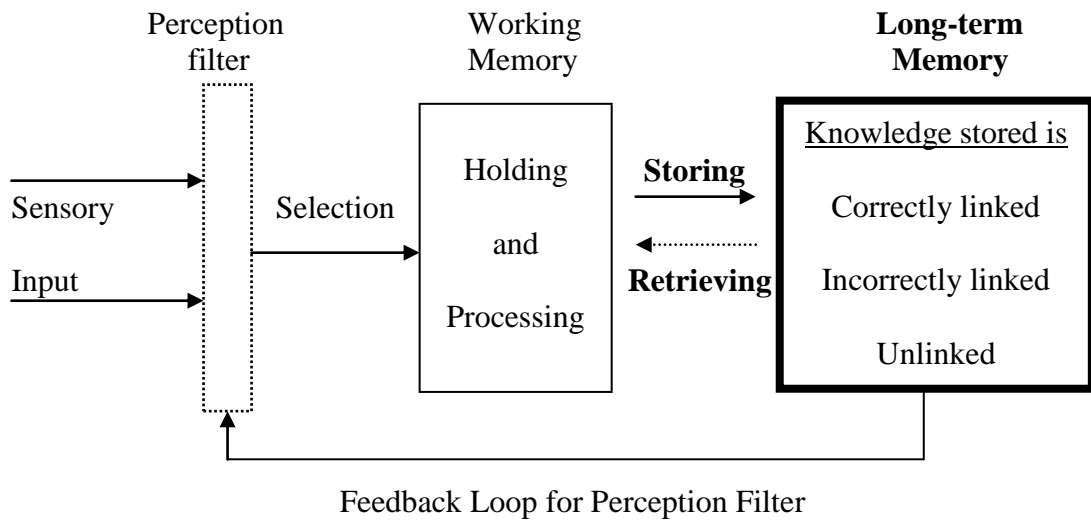 Perception
filter
Working
Memory
Long-term
Memory
Sensory
Input
Selection
Holding
and
Processing
Storing
Retrieving
Knowledge stored is
Correctly linked
Incorrectly linked
Unlinked
Feedback Loop for Perception Filter